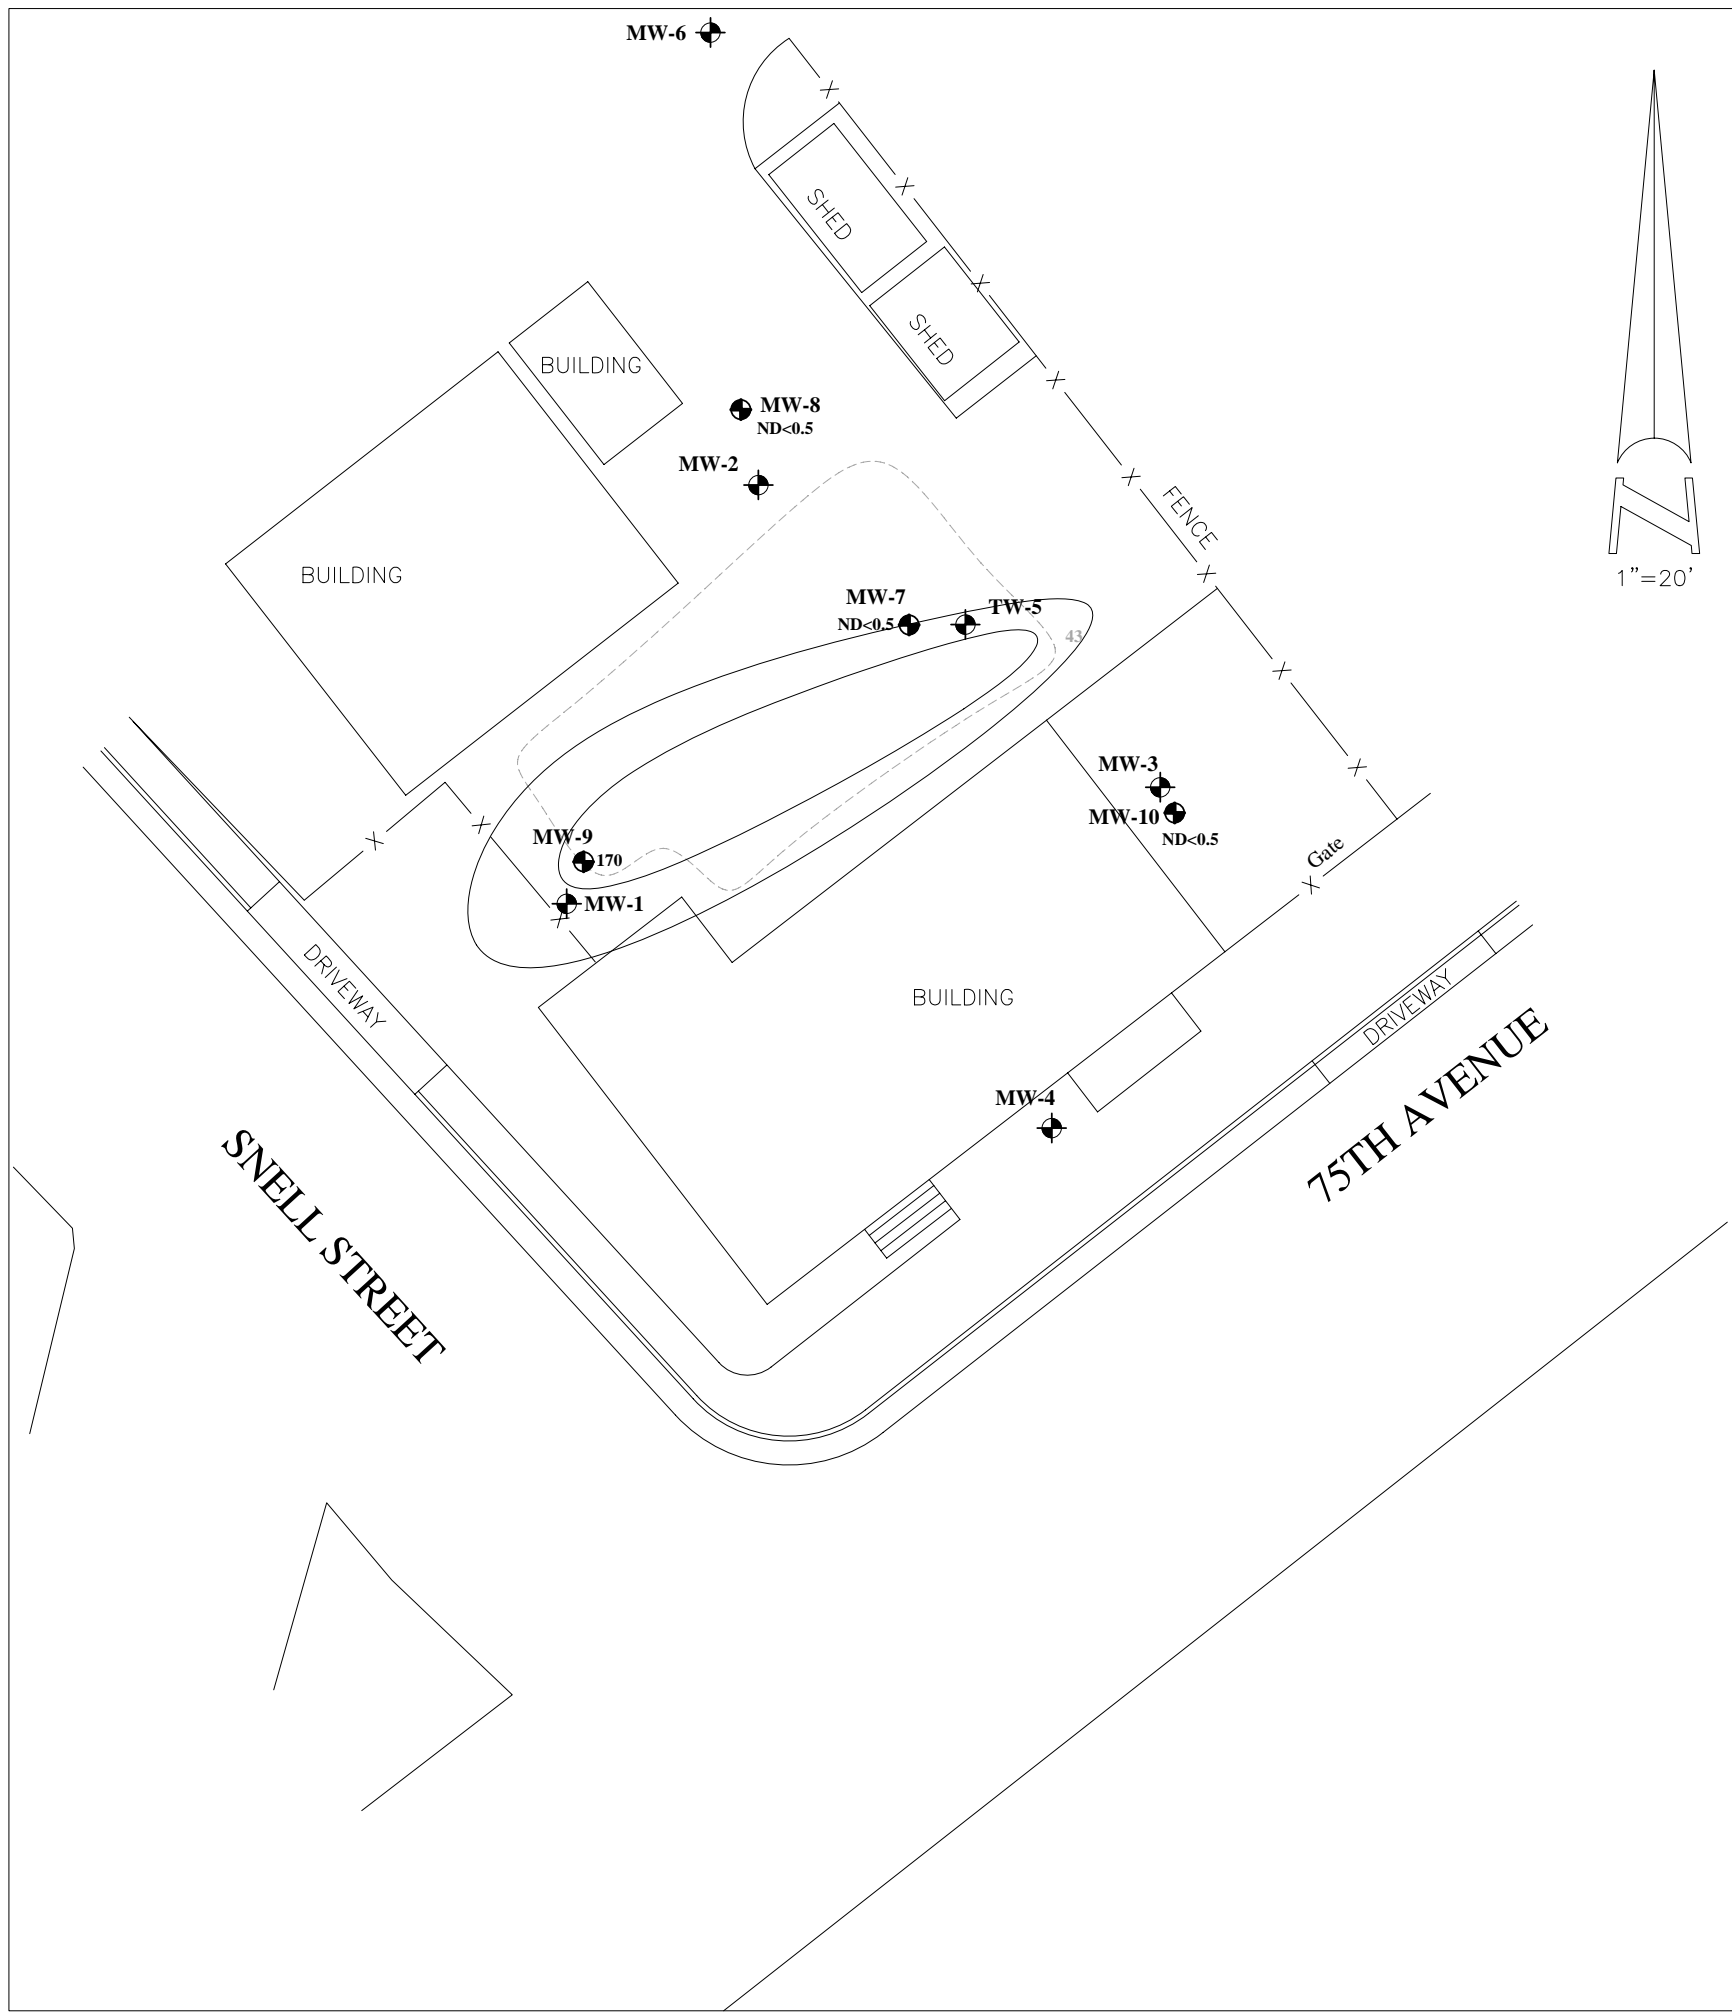 MW-6
SHED
SHED
BUILDING
MW-8
ND<0.5
MW-2
FENCE
BUILDING
N
1"=20'
MW-7
ND<0.5
TW-5
43
MW-3
MW-10
ND<0.5
MW-9
170
MW-1
Gate
DRIVEWAY
BUILDING
DRIVEWAY
MW-4
75TH AVENUE
SNELL STREET
X
X
X
X
X
X
X
X
X
X
X
X
X